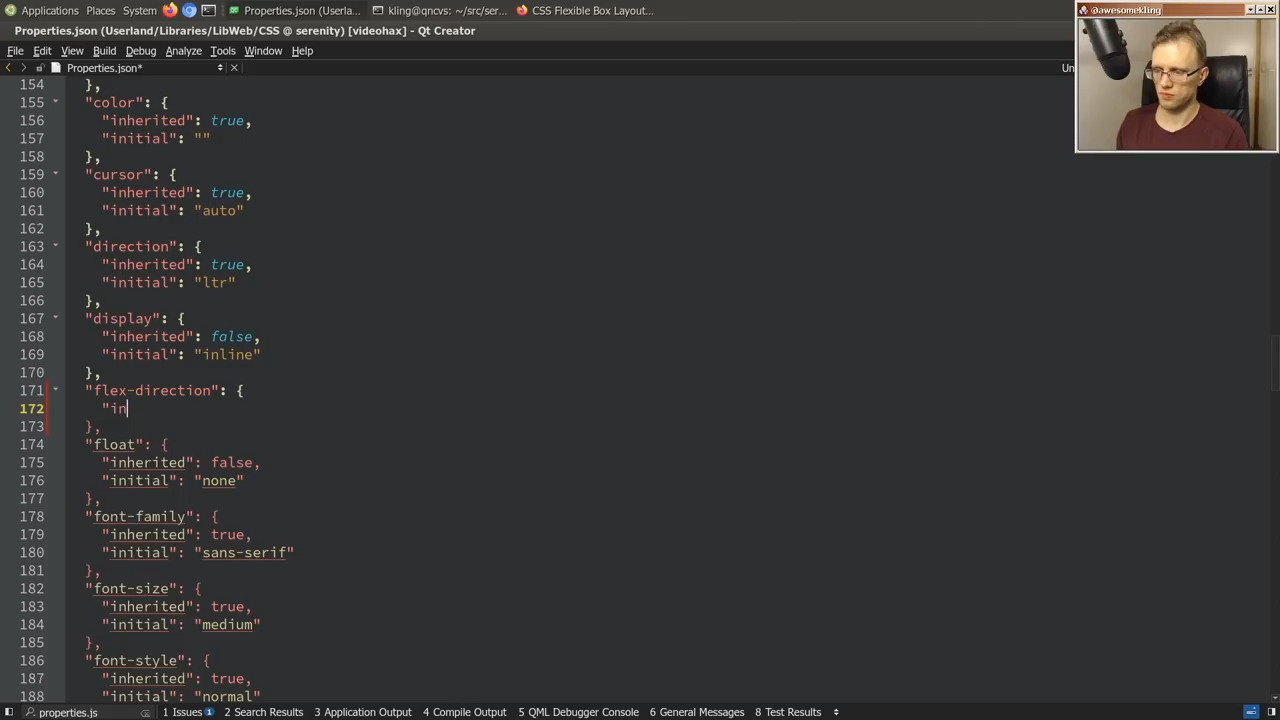 Applications Places System Properties.json (Userla... kling@qncvs: ~/src/ser... CSS Flexible Box Layout...
@awesomekling
Properties.json (Userland/Libraries/LibWeb/CSS @ serenity) [videohax] - Qt Creator
File Edit View Build Debug Analyze Tools Window Help
Properties.json* Un
154 },
155 "color": {
156 "inherited": true,
157 "initial": ""
158 },
159 "cursor": {
160 "inherited": true,
161 "initial": "auto"
162 },
163 "direction": {
164 "inherited": true,
165 "initial": "ltr"
166 },
167 "display": {
168 "inherited": false,
169 "initial": "inline"
170 },
171 "flex-direction": {
172 "in
173 },
174 "float": {
175 "inherited": false,
176 "initial": "none"
177 },
178 "font-family": {
179 "inherited": true,
180 "initial": "sans-serif"
181 },
182 "font-size": {
183 "inherited": true,
184 "initial": "medium"
185 },
186 "font-style": {
187 "inherited": true,
188 "initial": "normal"
properties.js 1 Issues 1 2 Search Results 3 Application Output 4 Compile Output 5 QML Debugger Console 6 General Messages 8 Test Results